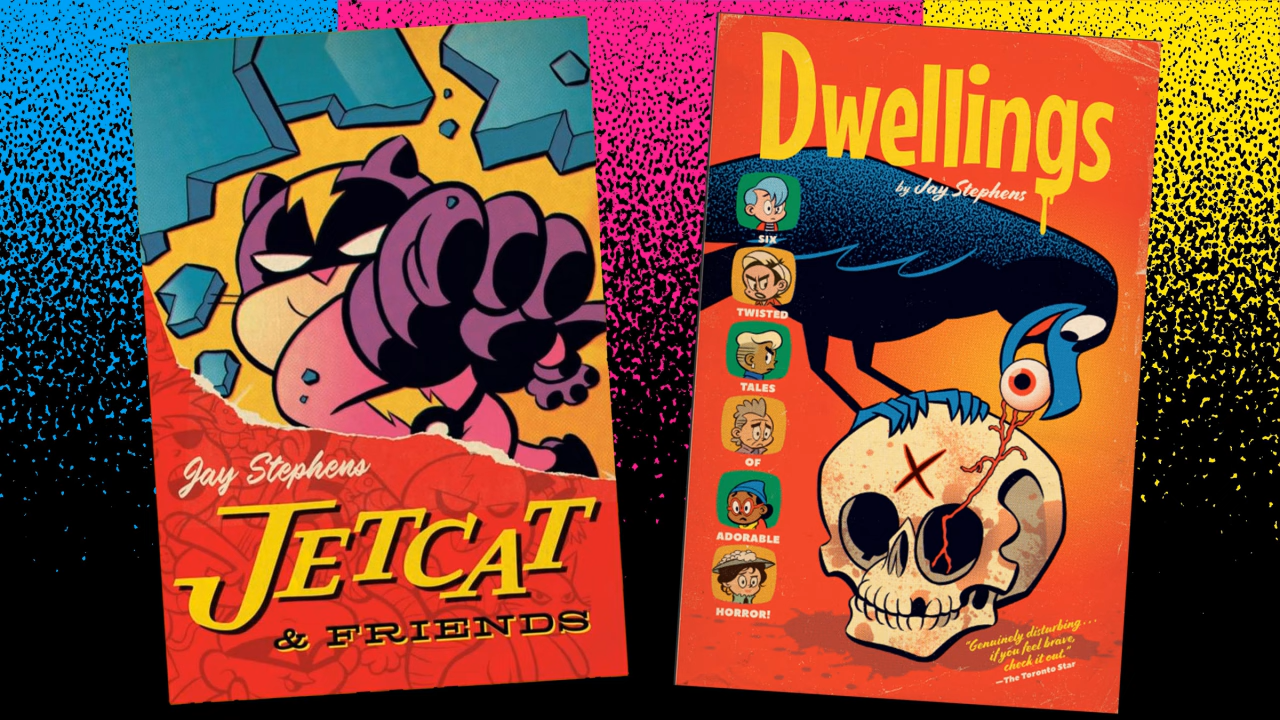 Jay Stephens
JETCAT
& FRIENDS
Dwellings
by Jay Stephens
SIX
TWISTED
TALES
OF
ADORABLE
HORROR!
"Genuinely disturbing...
if you feel brave,
check it out."
—The Toronto Star